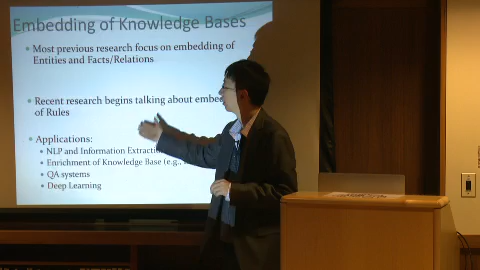 Embedding of Knowledge Bases
• Most previous research focus on embedding of
Entities and Facts/Relations
• Recent research begins talking about embed
of Rules
• Applications:
• NLP and Information Extracti
• Enrichment of Knowledge Base (e.g.,
• QA systems
• Deep Learning